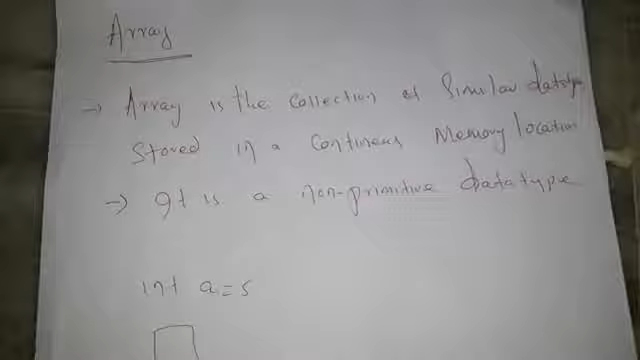 Array
→ Array is the collection of Similar datatype
Stored in a Contineous Memory location
→ It is a non-primitive datatype
int a=5